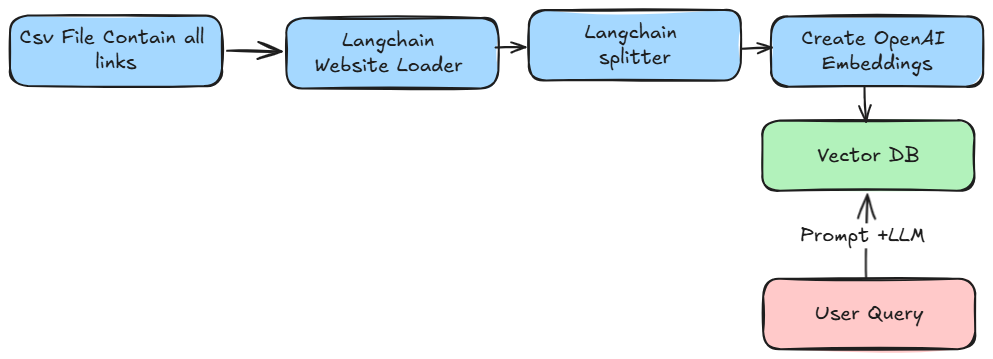 Csv File Contain all
links
Langchain
Website Loader
Langchain
splitter
Create OpenAI
Embeddings
Vector DB
Prompt +LLM
User Query